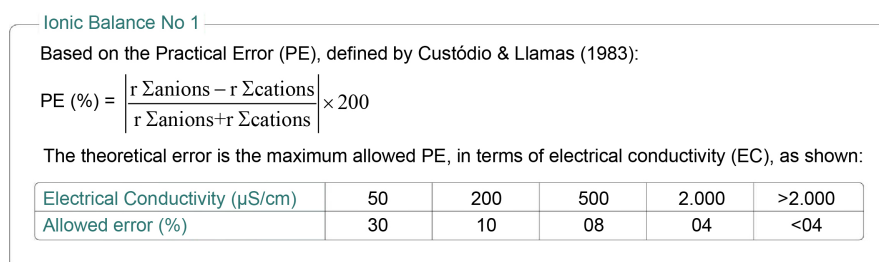 Ionic Balance No 1
Based on the Practical Error (PE), defined by Custódio & Llamas (1983):
PE (%) = |r Σanions − r Σcations / r Σanions+r Σcations| × 200
The theoretical error is the maximum allowed PE, in terms of electrical conductivity (EC), as shown:
Electrical Conductivity (µS/cm) 50 200 500 2.000 >2.000
Allowed error (%) 30 10 08 04 <04